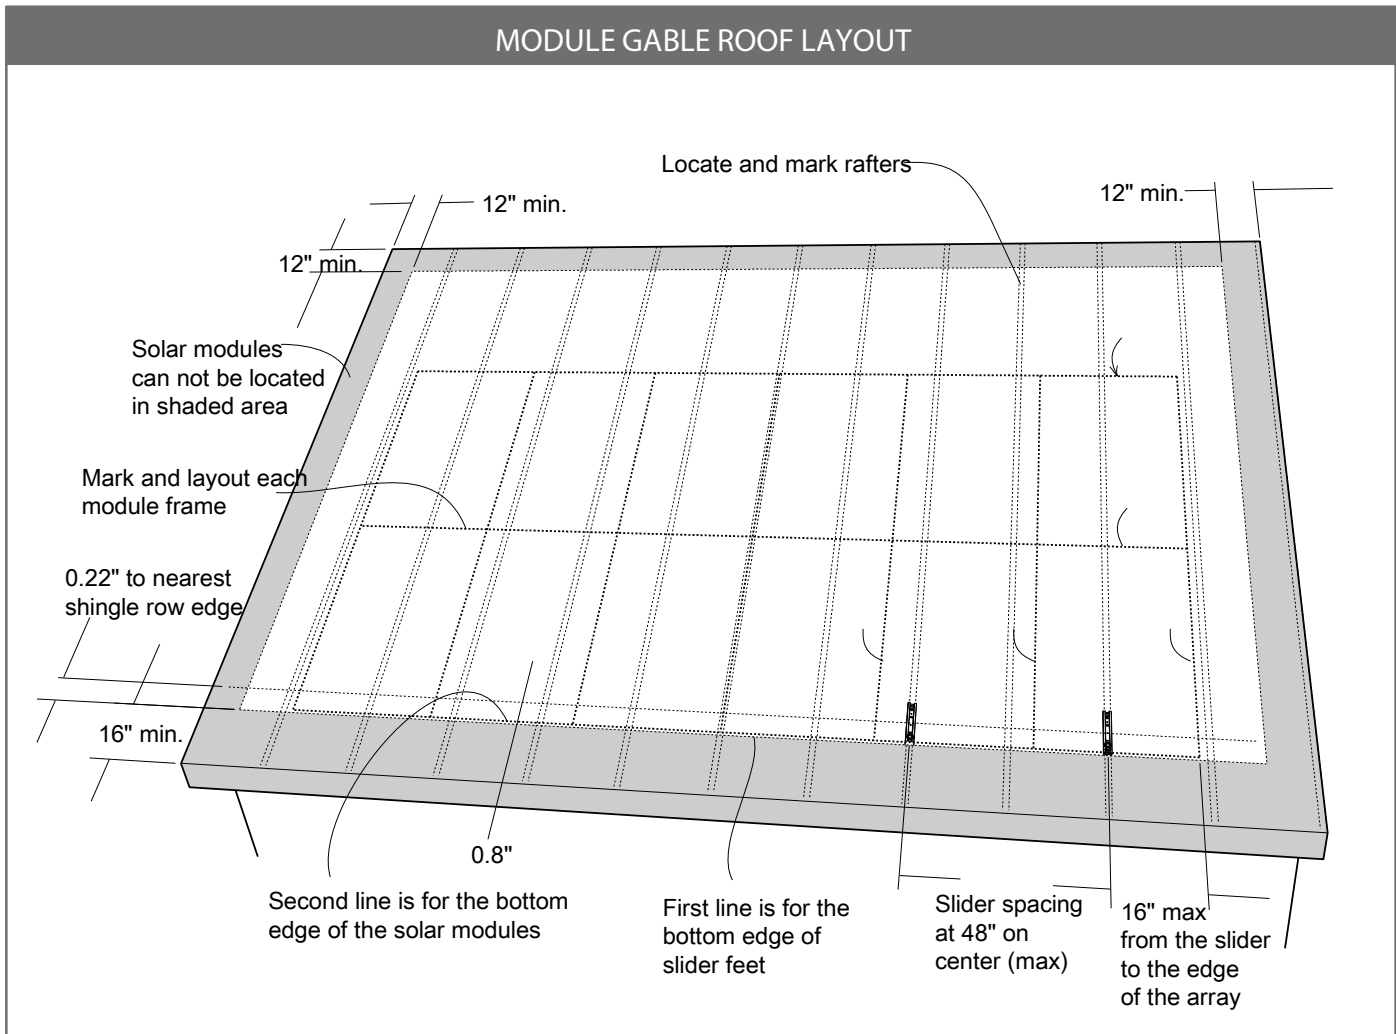 MODULE GABLE ROOF LAYOUT
Locate and mark rafters
12" min.
12" min.
12" min.
Solar modules
can not be located
in shaded area
Mark and layout each
module frame
0.22" to nearest
shingle row edge
16" min.
0.8"
Second line is for the bottom
edge of the solar modules
First line is for the
bottom edge of
slider feet
Slider spacing
at 48" on
center (max)
16" max
from the slider
to the edge
of the array